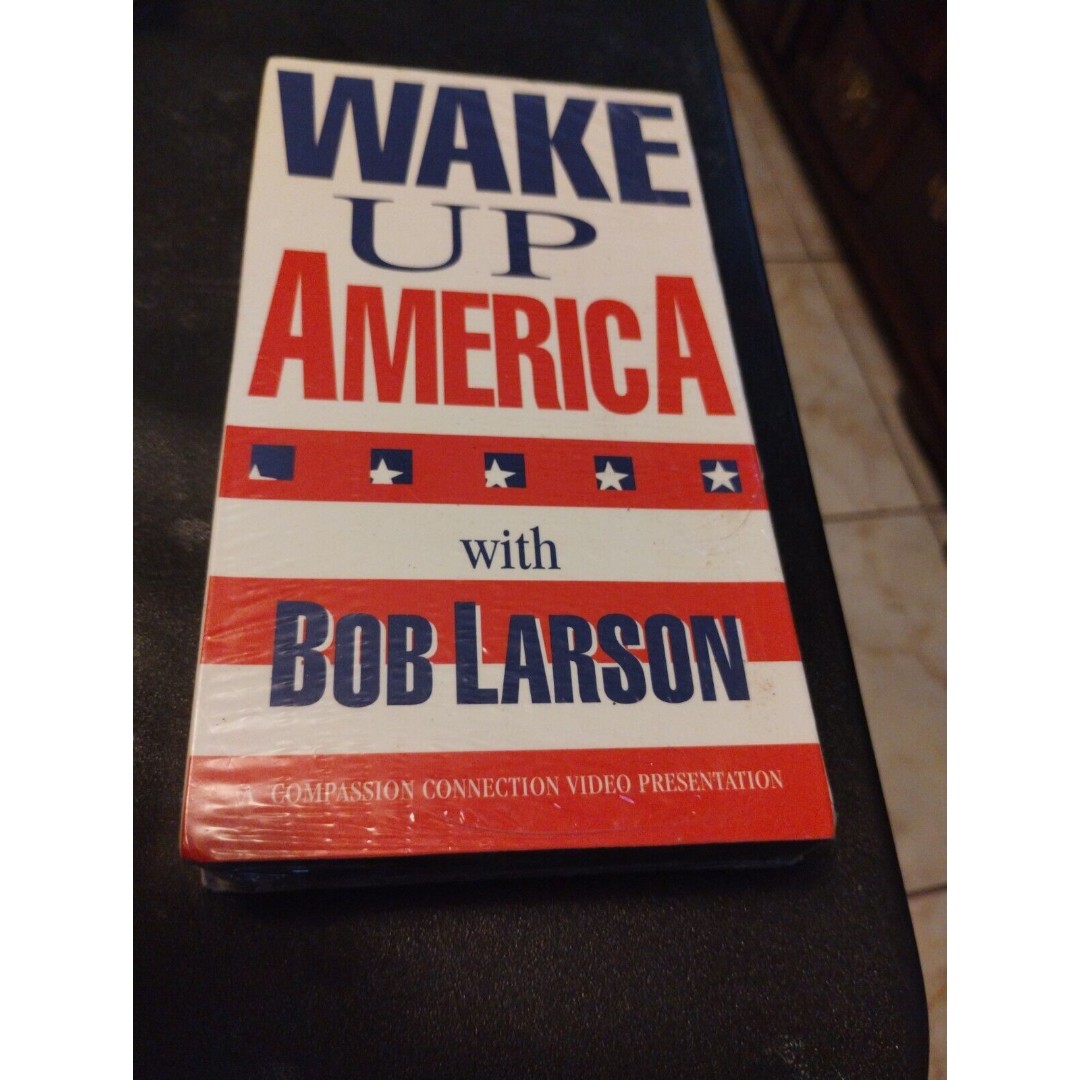 WAKE
UP
AMERICA
with
BOB LARSON
A COMPASSION CONNECTION VIDEO PRESENTATION